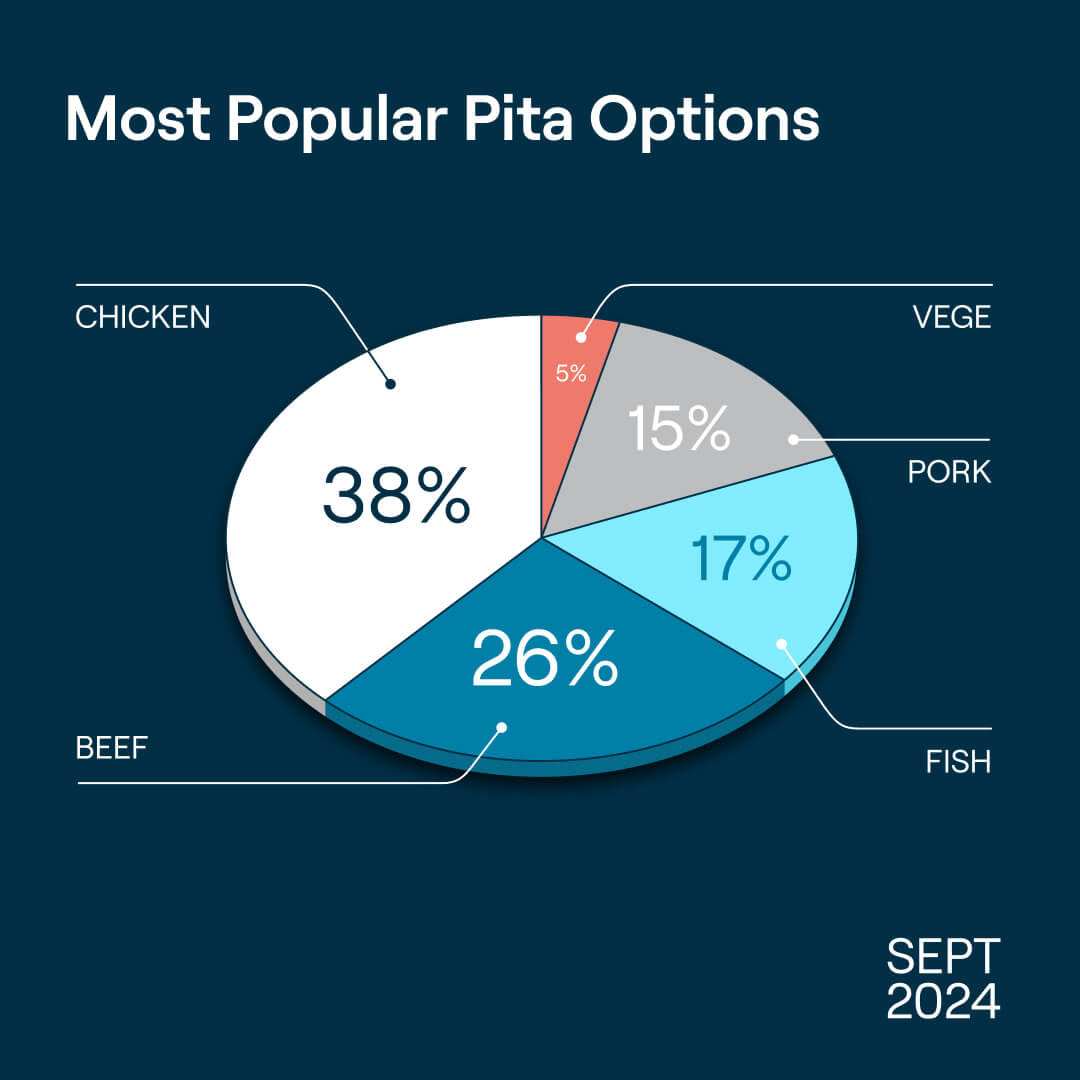 Most Popular Pita Options
CHICKEN
VEGE
5%
15%
PORK
38%
17%
26%
BEEF
FISH
SEPT
2024